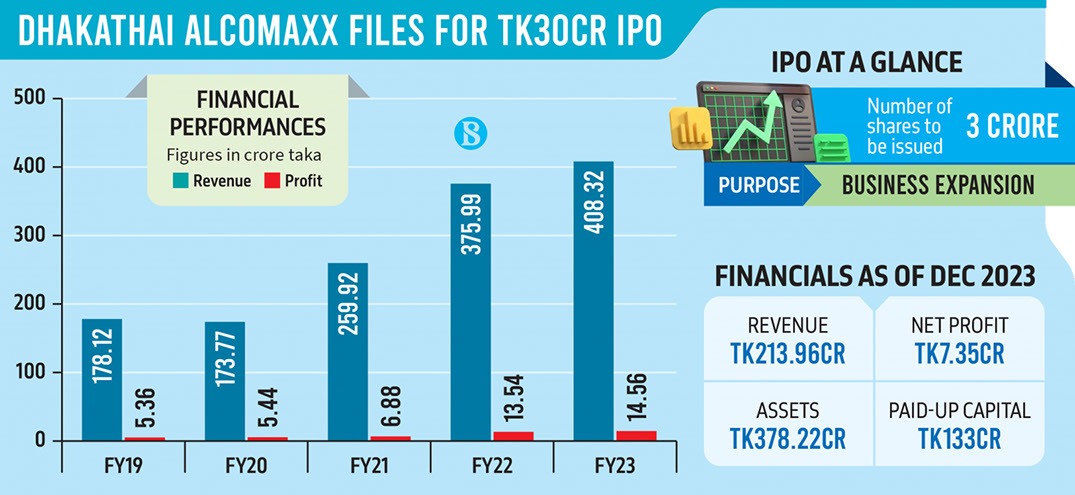 DHAKATHAI ALCOMAXX FILES FOR TK30CR IPO
FINANCIAL
PERFORMANCES
Figures in crore taka
Revenue Profit
500
400
300
200
100
0
178.12
5.36
173.77
5.44
259.92
6.88
375.99
13.54
408.32
14.56
FY19 FY20 FY21 FY22 FY23
IPO AT A GLANCE
Number of
shares to
be issued
3 CRORE
PURPOSE BUSINESS EXPANSION
FINANCIALS AS OF DEC 2023
REVENUE
TK213.96CR
NET PROFIT
TK7.35CR
ASSETS
TK378.22CR
PAID-UP CAPITAL
TK133CR